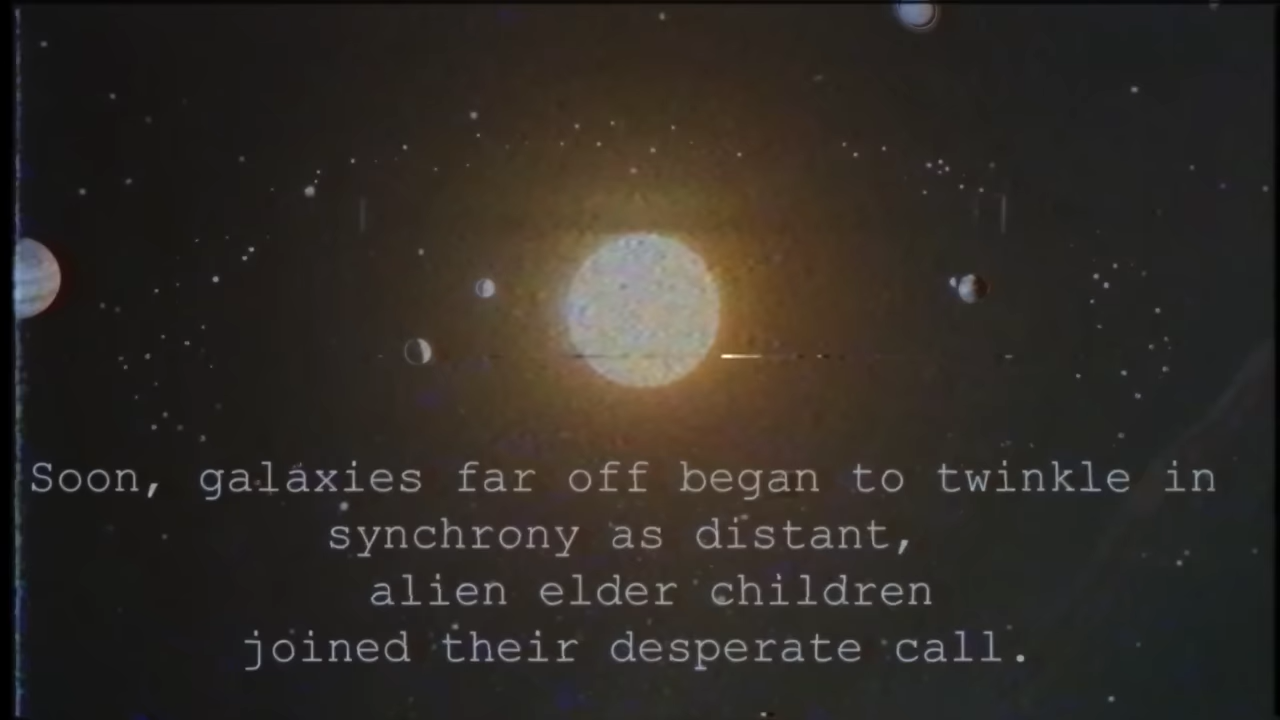 Soon, galaxies far off began to twinkle in
synchrony as distant,
alien elder children
joined their desperate call.